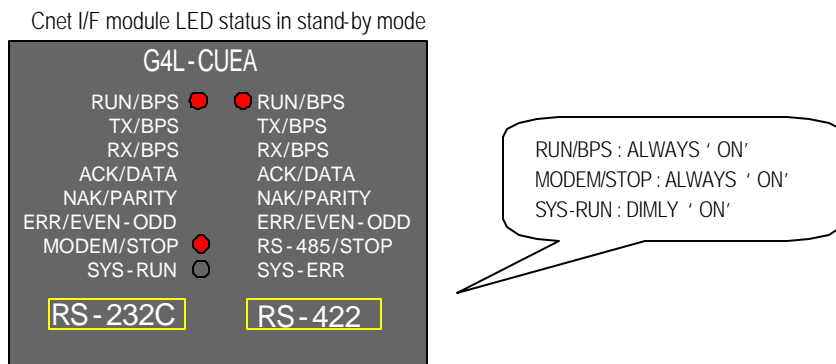 Cnet I/F module LED status in stand-by mode
G4L-CUEA
RUN/BPS RUN/BPS
TX/BPS TX/BPS
RX/BPS RX/BPS
ACK/DATA ACK/DATA
NAK/PARITY NAK/PARITY
ERR/EVEN-ODD ERR/EVEN-ODD
MODEM/STOP RS-485/STOP
SYS-RUN SYS-ERR
RS-232C RS-422
RUN/BPS : ALWAYS ‘ ON’
MODEM/STOP : ALWAYS ‘ ON’
SYS-RUN : DIMLY ‘ ON’